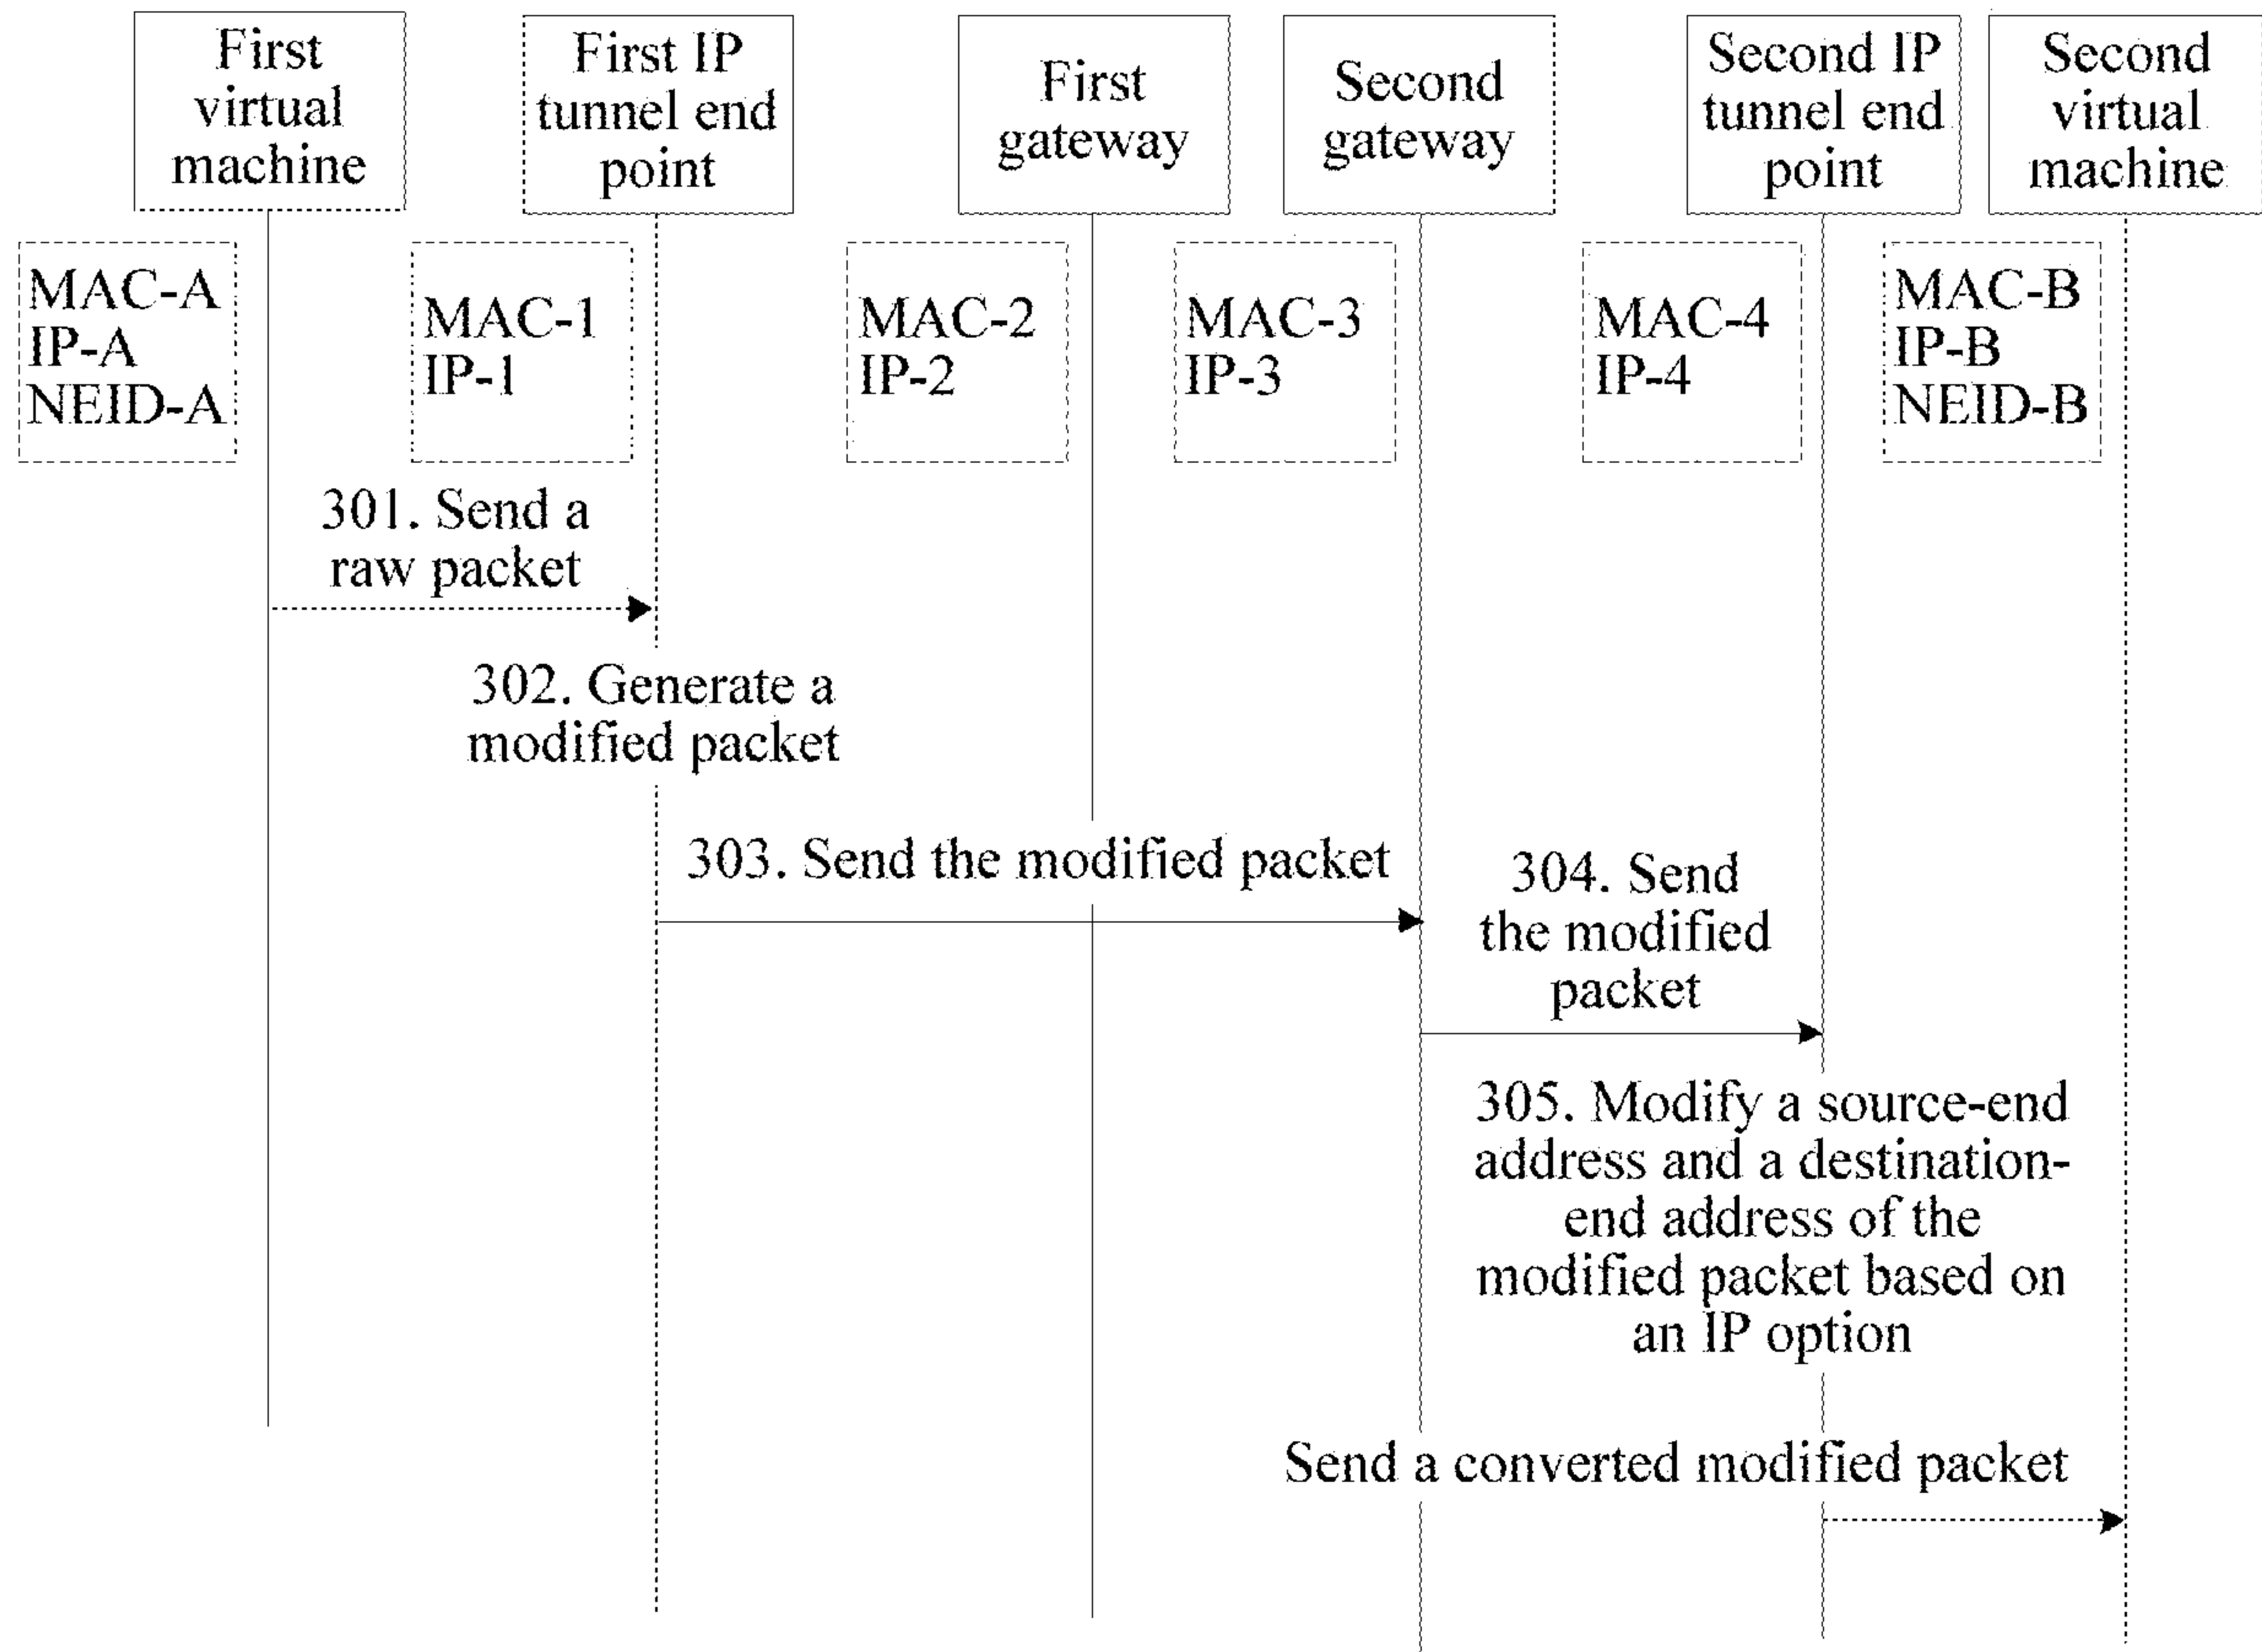 First
virtual
machine
First IP
tunnel end
point
First
gateway
Second
gateway
Second IP
tunnel end
point
Second
virtual
machine
MAC-A
IP-A
NEID-A
MAC-1
IP-1
MAC-2
IP-2
MAC-3
IP-3
MAC-4
IP-4
MAC-B
IP-B
NEID-B
301. Send a
raw packet
302. Generate a
modified packet
303. Send the modified packet
304. Send
the modified
packet
305. Modify a source-end
address and a destination-
end address of the
modified packet based on
an IP option
Send a converted modified packet